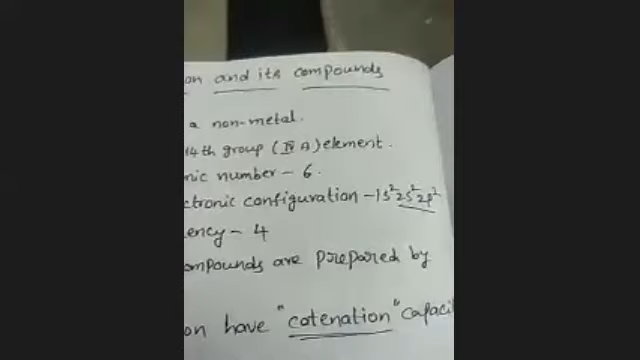 on and its compounds
a non-metal.
14th group (IV A) element.
nic number - 6.
ctronic configuration - 1s²2s²2p²
ency - 4
ompounds are prepared by
on have "cotenation" capaci